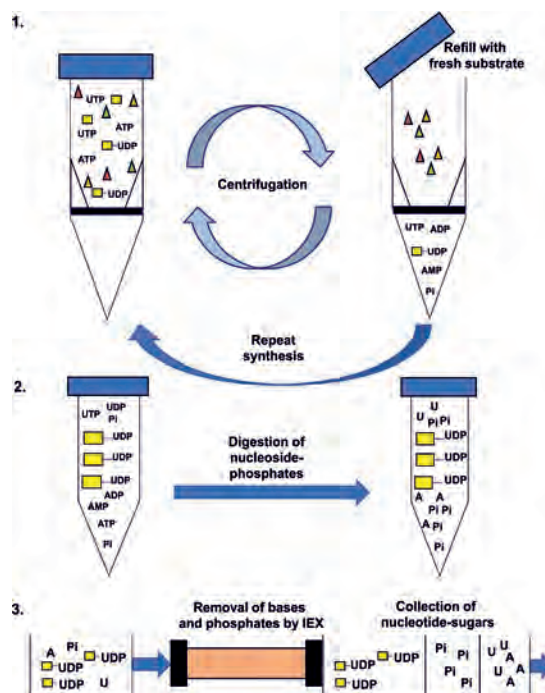 1.
Refill with
fresh substrate
UTP
UTP
ATP
UDP
ATP
UDP
Centrifugation
UTP ADP
UDP
AMP
Pi
Repeat
synthesis
2.
UTP UDP
Pi
UDP
UDP
UDP
ADP
AMP
ATP
Pi
Digestion of
nucleoside-
phosphates
U U
Pi Pi
UDP
UDP
UDP
A A
Pi Pi
A Pi
Pi
3.
Removal of bases
and phosphates by IEX
Collection of
nucleotide-sugars
A Pi
UDP
UDP
UDP U
UDP
UDP
UDP
Pi
Pi
Pi
Pi
U U
U A
A
A